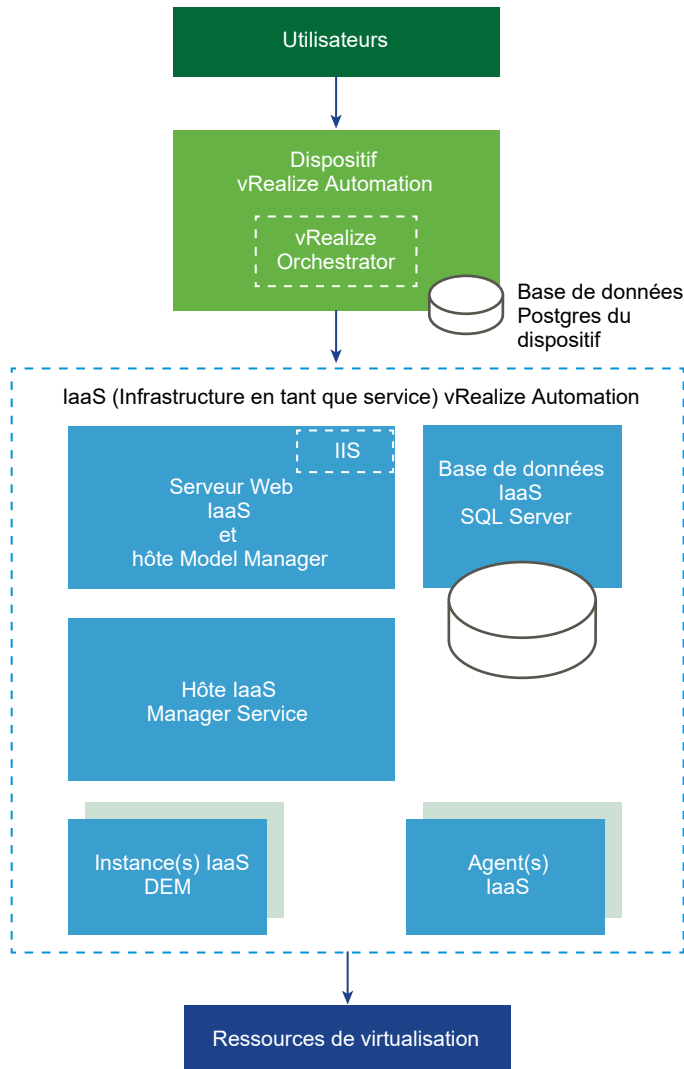 Utilisateurs
Dispositif
vRealize Automation
vRealize
Orchestrator
Base de données
Postgres du
dispositif
IaaS (Infrastructure en tant que service) vRealize Automation
IIS
Serveur Web
IaaS
et
hôte Model Manager
Base de données
IaaS
SQL Server
Hôte IaaS
Manager Service
Instance(s) IaaS
DEM
Agent(s)
IaaS
Ressources de virtualisation